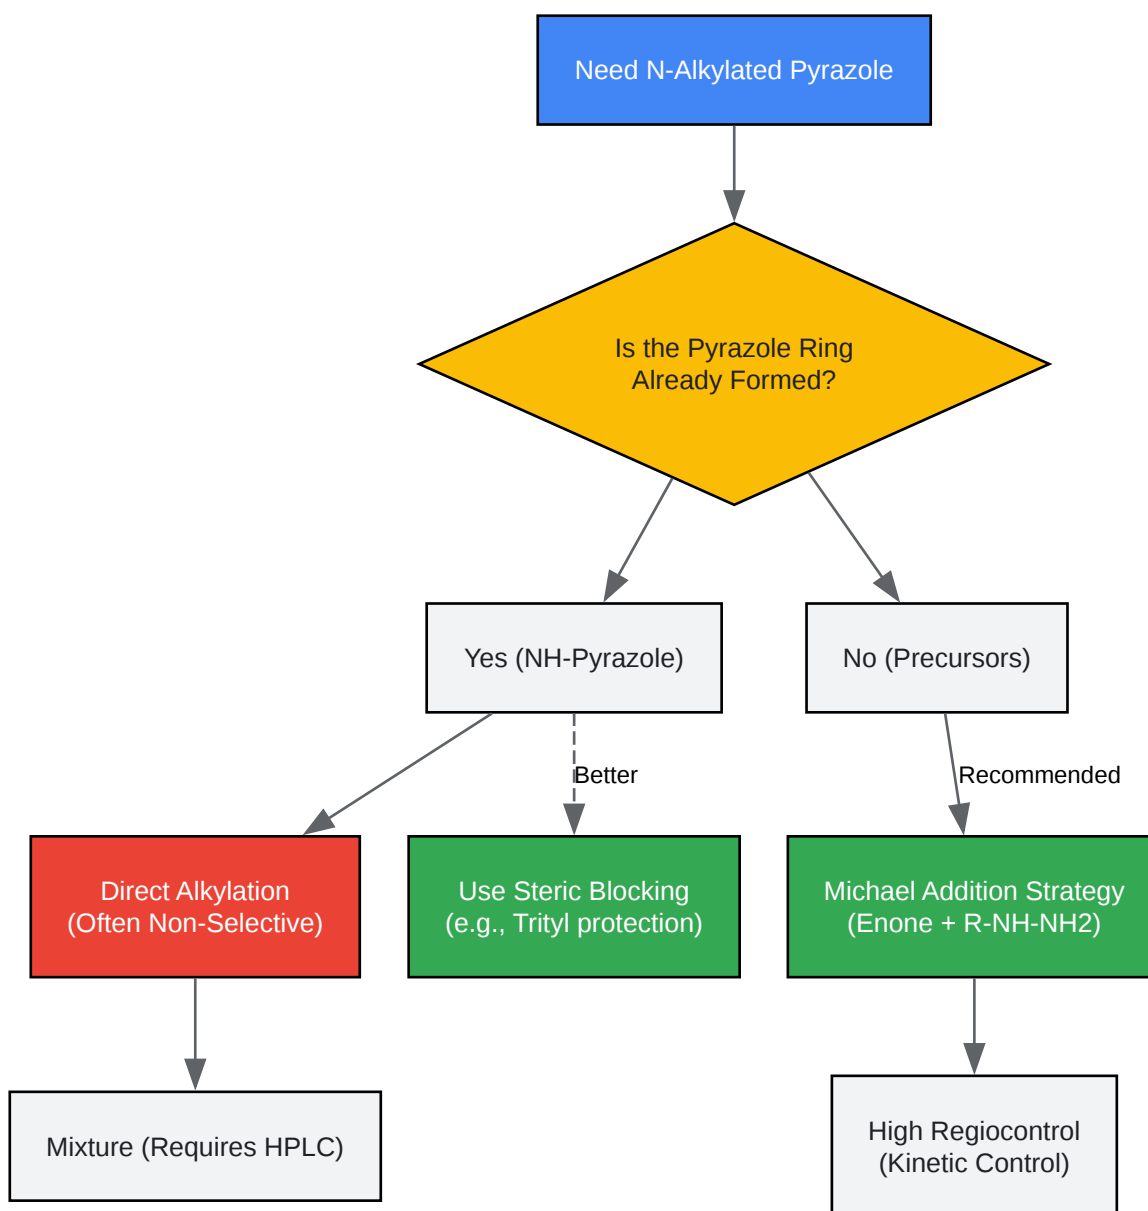 Need N-Alkylated Pyrazole
Is the Pyrazole Ring
Already Formed?
Yes (NH-Pyrazole)
No (Precursors)
Better
Recommended
Direct Alkylation
(Often Non-Selective)
Use Steric Blocking
(e.g., Trityl protection)
Michael Addition Strategy
(Enone + R-NH-NH2)
Mixture (Requires HPLC)
High Regiocontrol
(Kinetic Control)